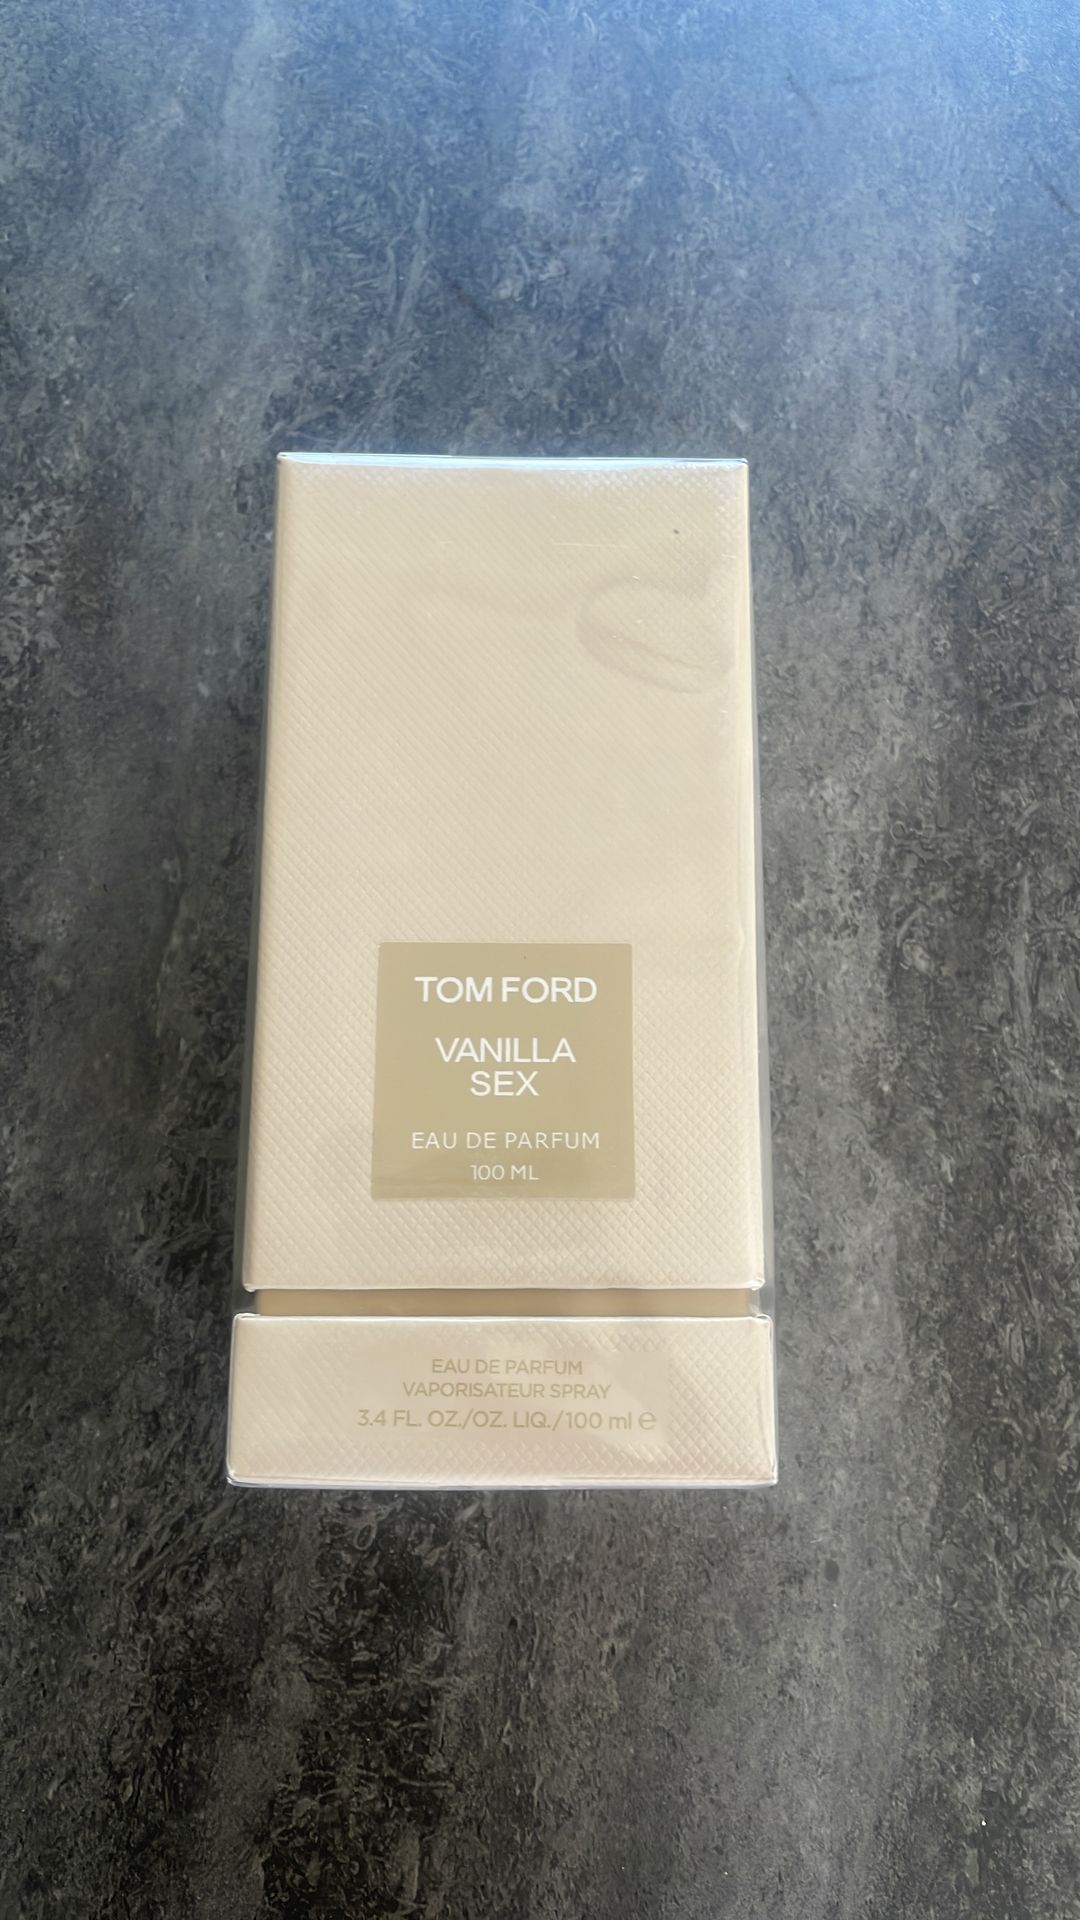 TOM FORD
VANILLA
SEX
EAU DE PARFUM
100 ML
EAU DE PARFUM
VAPORISATEUR SPRAY
3.4 FL. OZ./OZ. LIQ./100 ml ℮